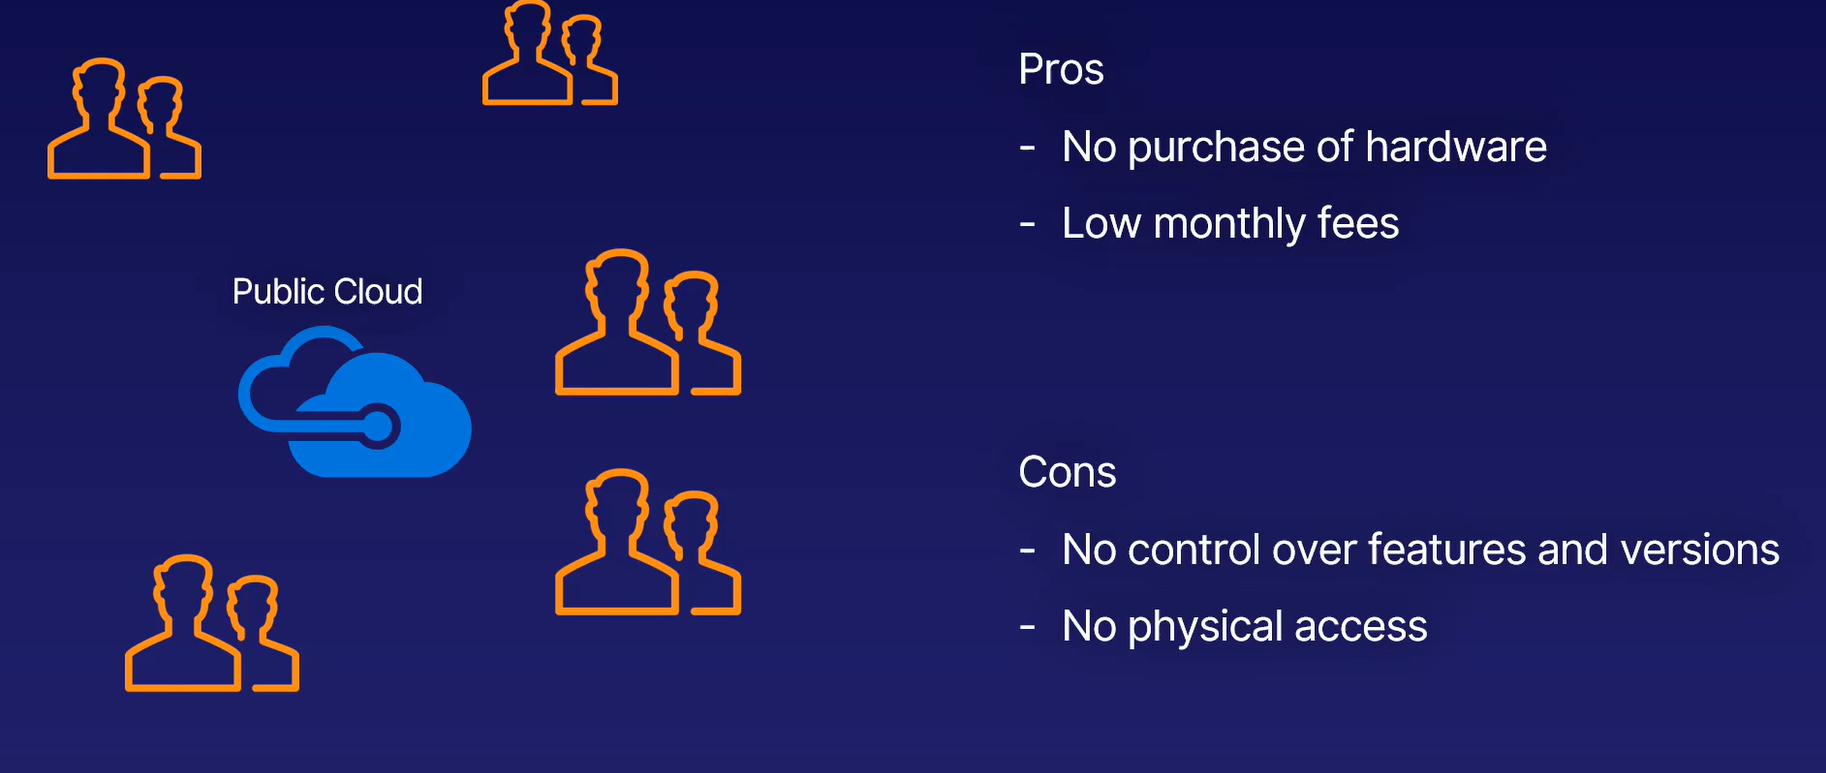 Public Cloud
Pros
- No purchase of hardware
- Low monthly fees
Cons
- No control over features and versions
- No physical access